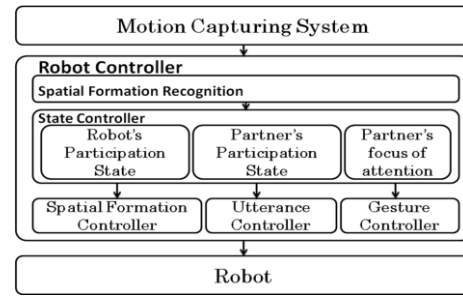 Motion Capturing System
Robot Controller
Spatial Formation Recognition
State Controller
Robot's
Participation
State
Partner's
Participation
State
Partner's
focus of
attention
Spatial Formation
Controller
Utterance
Controller
Gesture
Controller
Robot